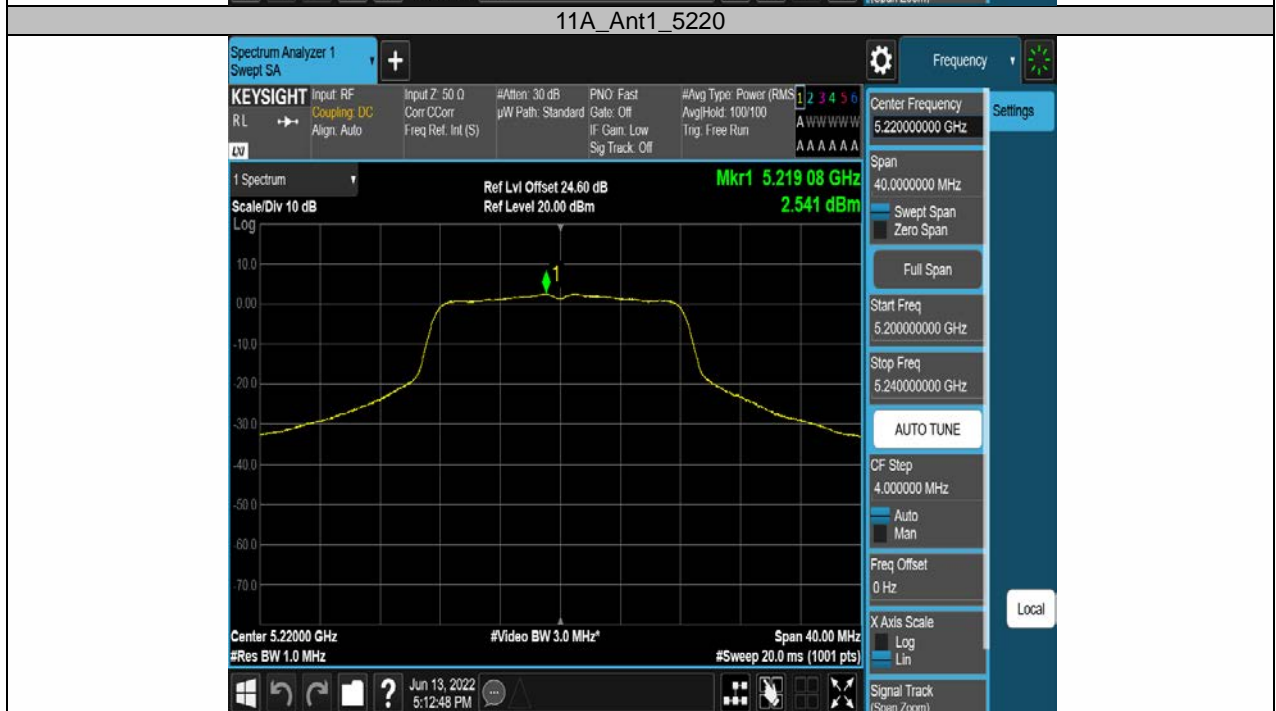 (Span Zoom)
11A_Ant1_5220
Spectrum Analyzer 1
Swept SA
+
Frequency
KEYSIGHT
RL
LXI
Input: RF
Coupling: DC
Align: Auto
Input Z: 50 Ω
Corr CCorr
Freq Ref: Int (S)
#Atten: 30 dB
µW Path: Standard
PNO: Fast
Gate: Off
IF Gain: Low
Sig Track: Off
#Avg Type: Power (RMS
Avg|Hold: 100/100
Trig: Free Run
1 2 3 4 5 6
A W W W W W
A A A A A A
1 Spectrum
Scale/Div 10 dB
Log
Ref Lvl Offset 24.60 dB
Ref Level 20.00 dBm
Mkr1 5.219 08 GHz
2.541 dBm
1
10.0
0.00
-10.0
-20.0
-30.0
-40.0
-50.0
-60.0
-70.0
Center 5.22000 GHz
#Res BW 1.0 MHz
#Video BW 3.0 MHz*
Span 40.00 MHz
#Sweep 20.0 ms (1001 pts)
?
Jun 13, 2022
5:12:48 PM
Center Frequency
5.220000000 GHz
Span
40.0000000 MHz
Swept Span
Zero Span
Full Span
Start Freq
5.200000000 GHz
Stop Freq
5.240000000 GHz
AUTO TUNE
CF Step
4.000000 MHz
Auto
Man
Freq Offset
0 Hz
X Axis Scale
Log
Lin
Signal Track
(Span Zoom)
Settings
Local